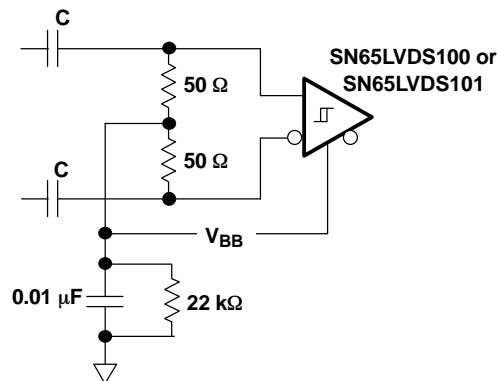 C
SN65LVDS100 or
SN65LVDS101
50 Ω
50 Ω
C
VBB
0.01 μF
22 kΩ